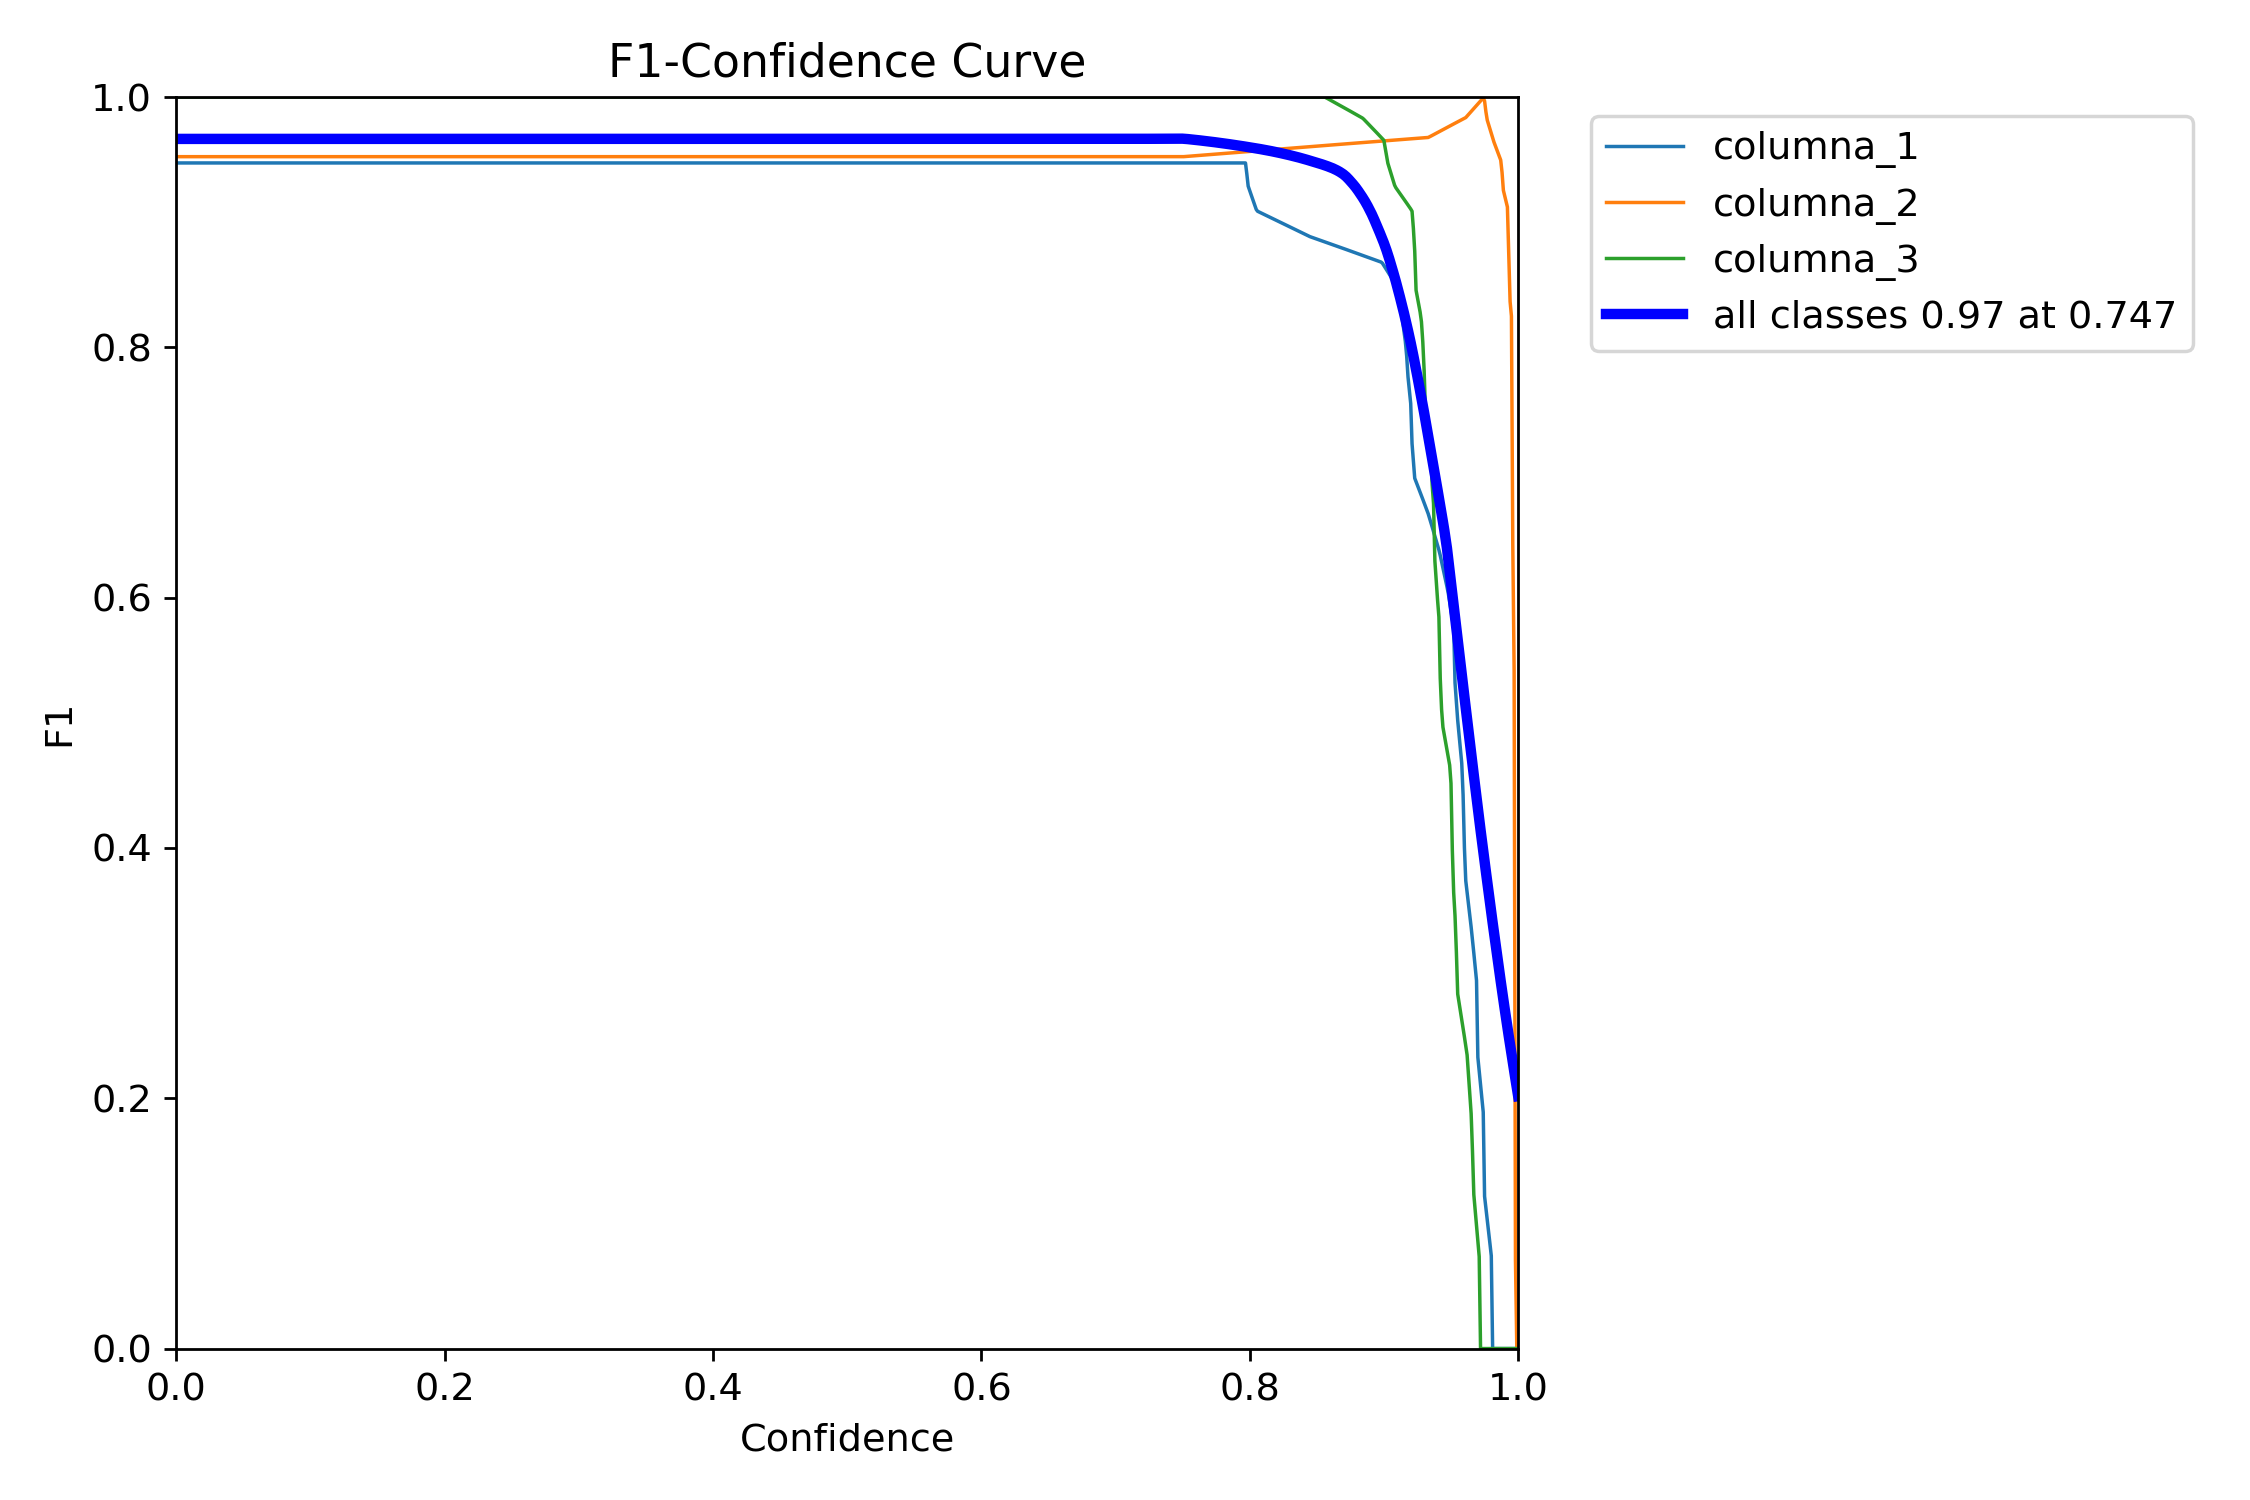 F1-Confidence Curve
1.0
0.8
0.6
0.4
0.2
0.0
F1
0.0 0.2 0.4 0.6 0.8 1.0
Confidence
columna_1
columna_2
columna_3
all classes 0.97 at 0.747